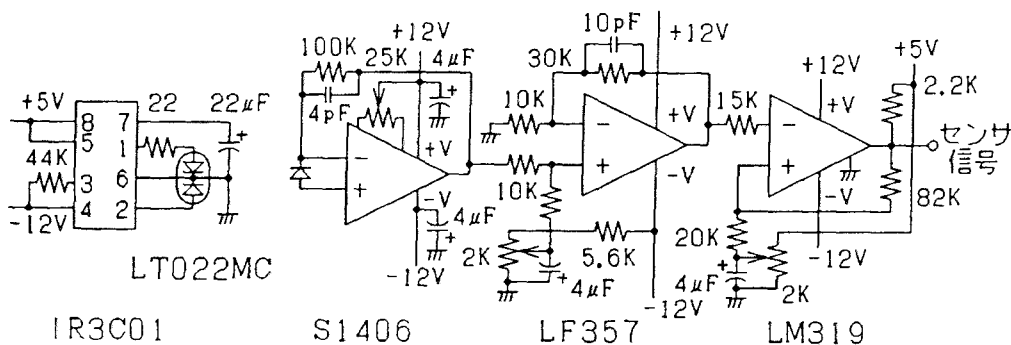 +5V
22
22μF
8
7
5
1
44K
3
6
4
2
-12V
LT022MC
IR3C01
100K
+12V
25K
4μF
4pF
+V
-
+
-V
4μF
+
-12V
S1406
10pF
+12V
30K
10K
+V
-
+
-V
10K
2K
5.6K
+
4μF
-12V
LF357
15K
+12V
+5V
2.2K
+V
-
+
-V
センサ
信号
82K
20K
+
4μF
-12V
2K
LM319